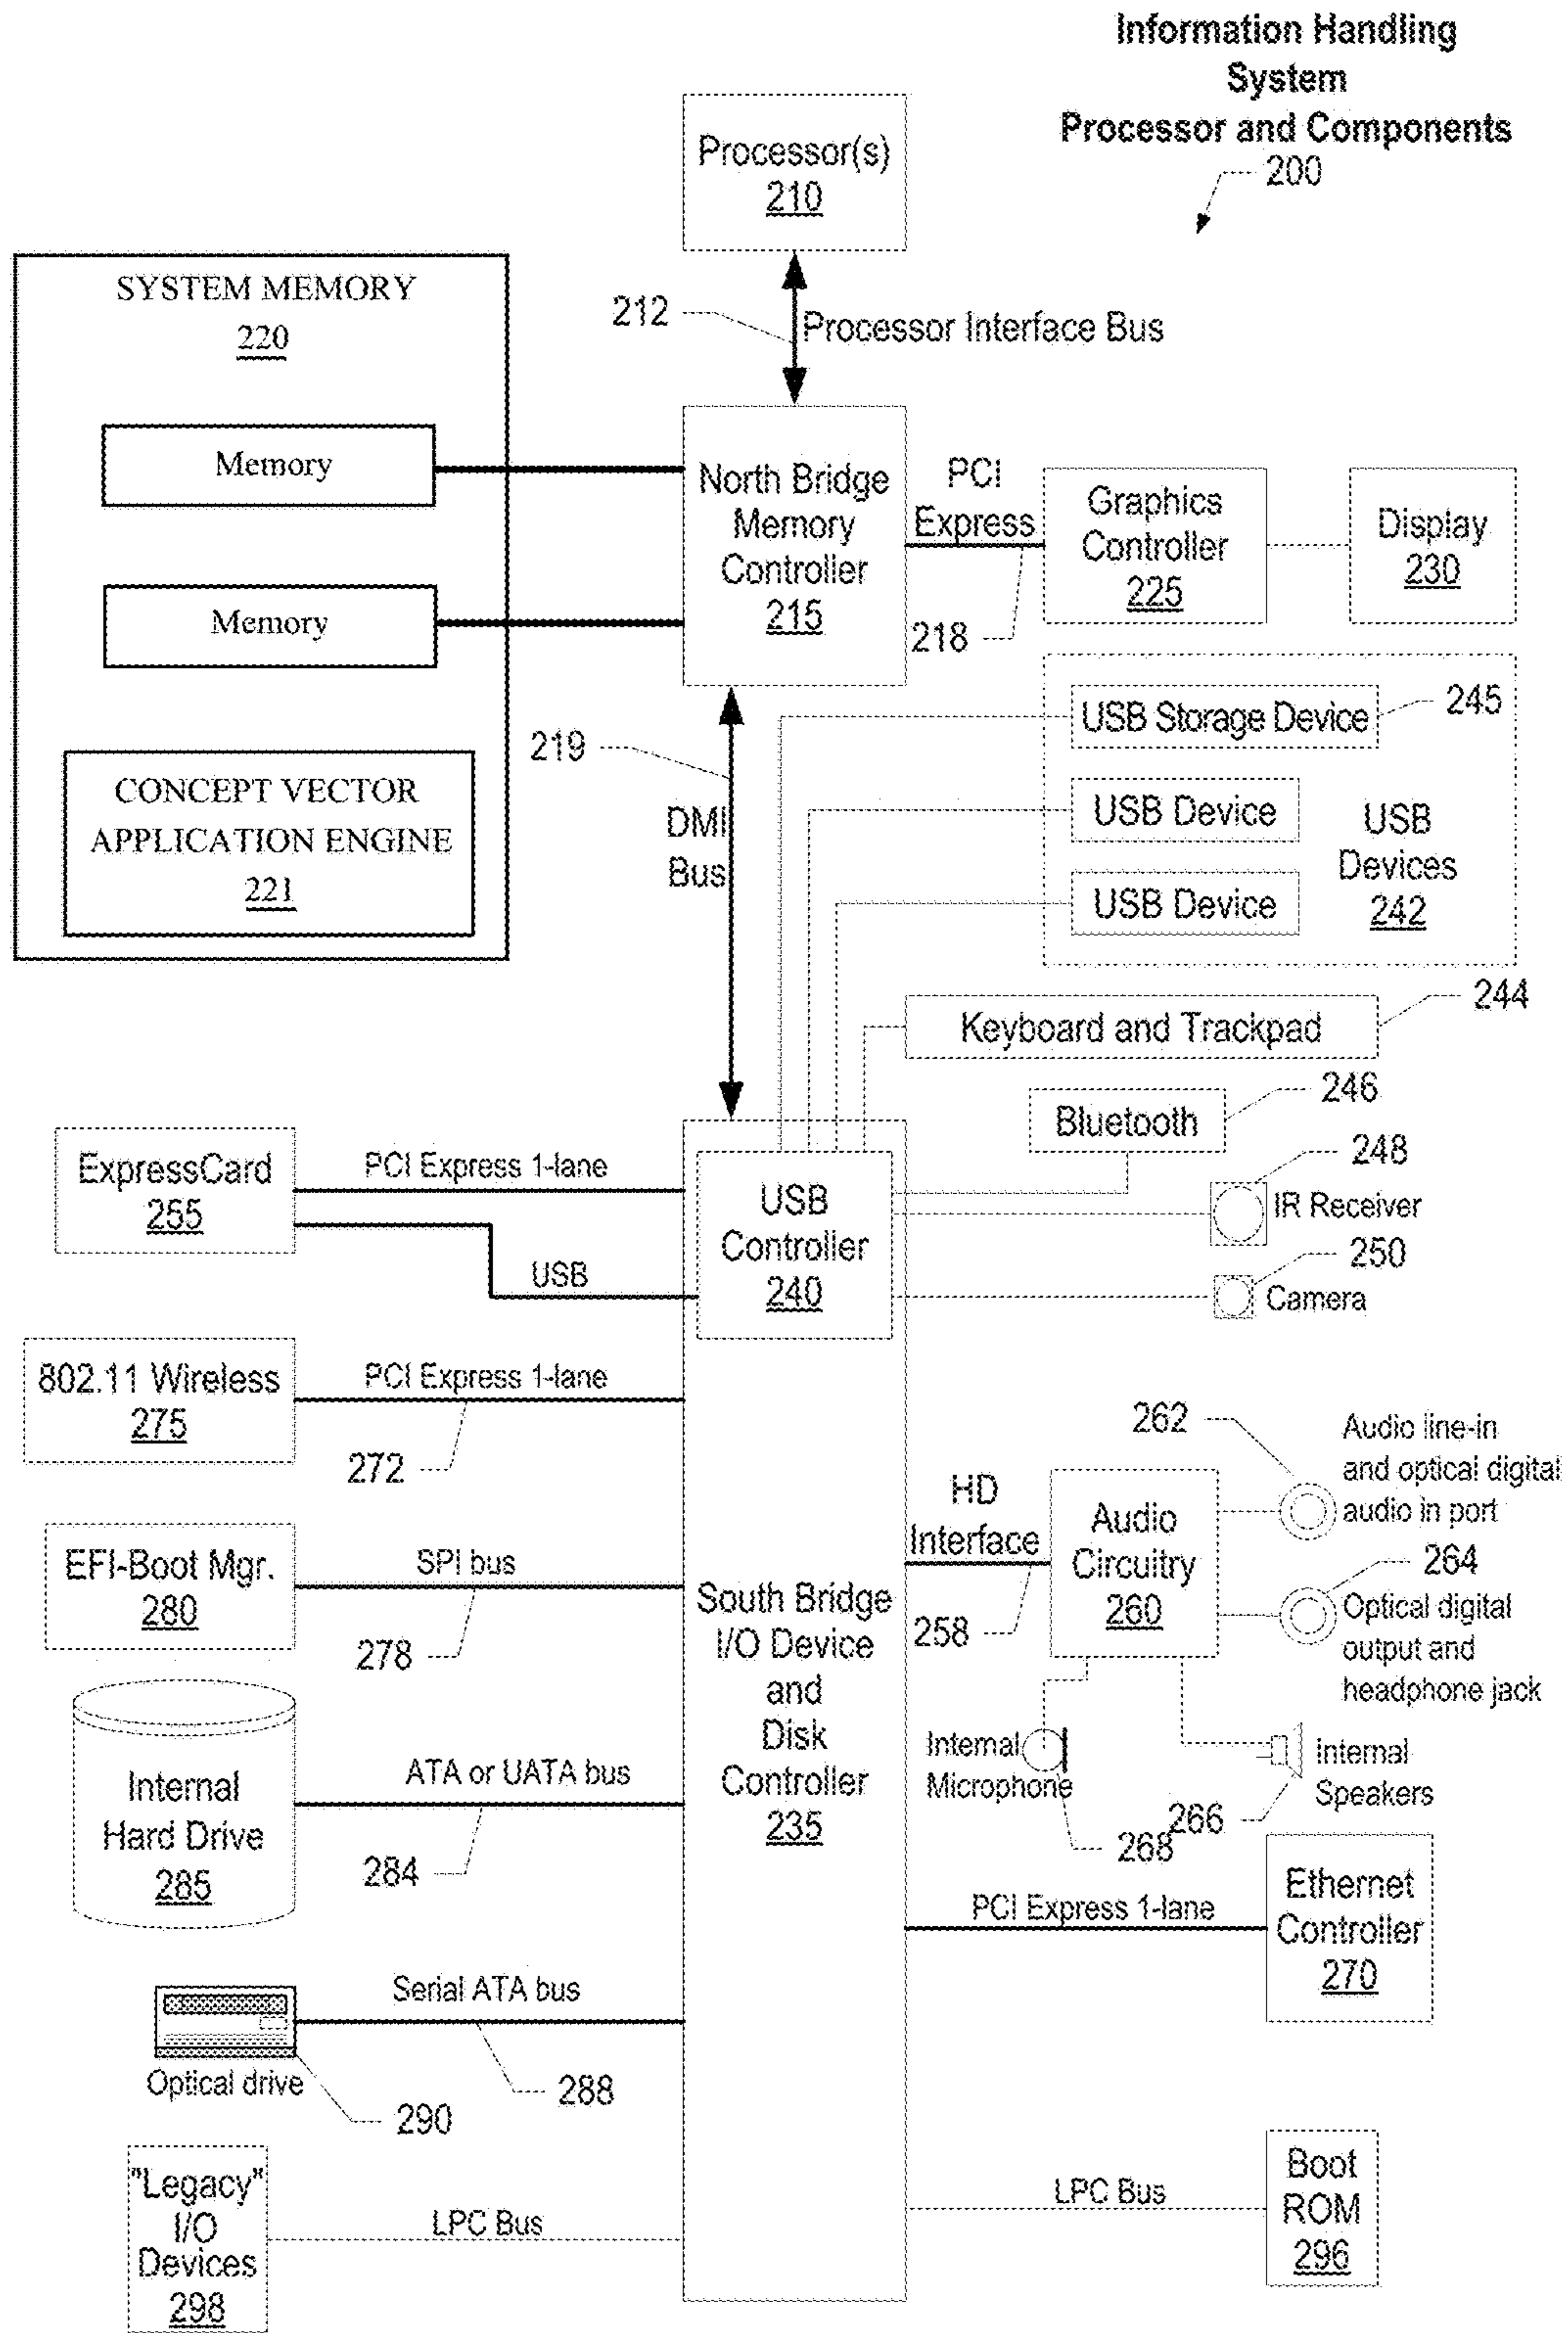 Information Handling
System
Processor and Components
200
Processor(s)
210
212
Processor Interface Bus
SYSTEM MEMORY
220
Memory
Memory
CONCEPT VECTOR
APPLICATION ENGINE
221
North Bridge
Memory
Controller
215
PCI
Express
218
Graphics
Controller
225
Display
230
219
DMI
Bus
USB Storage Device
245
USB Device
USB Device
USB
Devices
242
Keyboard and Trackpad
244
Bluetooth
246
248
IR Receiver
250
Camera
ExpressCard
255
PCI Express 1-lane
USB
USB
Controller
240
802.11 Wireless
275
PCI Express 1-lane
272
EFI-Boot Mgr.
280
SPI bus
278
Internal
Hard Drive
285
ATA or UATA bus
284
Serial ATA bus
288
Optical drive
290
"Legacy"
I/O
Devices
298
LPC Bus
South Bridge
I/O Device
and
Disk
Controller
235
HD
Interface
258
Audio
Circuitry
260
262
Audio line-in
and optical digital
audio in port
264
Optical digital
output and
headphone jack
Internal
Microphone
268
266
Internal
Speakers
PCI Express 1-lane
Ethernet
Controller
270
LPC Bus
Boot
ROM
296